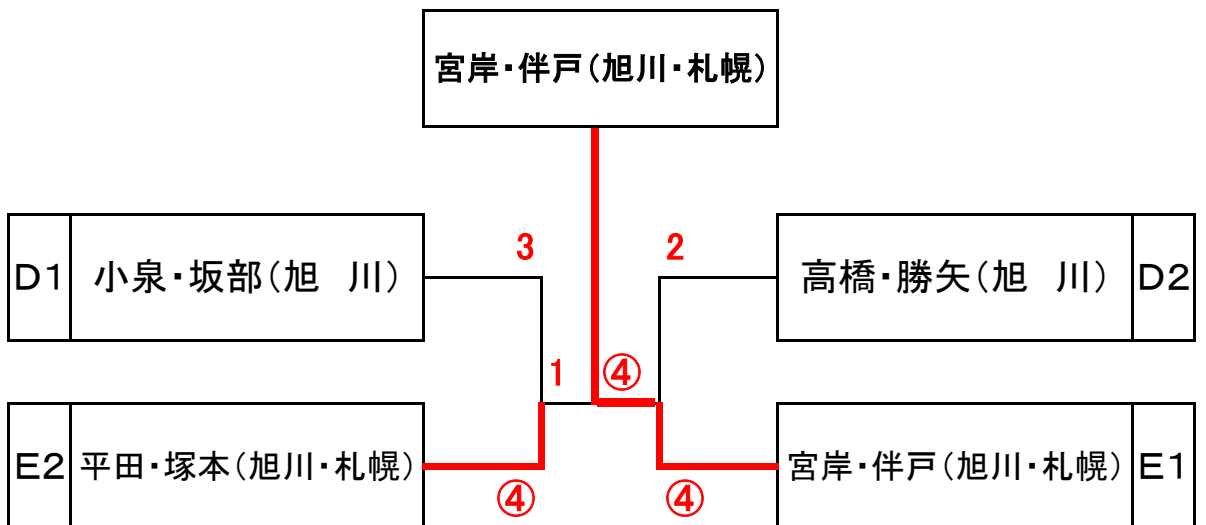 宮岸・伴戸(旭川・札幌)
3
2
D1 小泉・坂部(旭　川)
高橋・勝矢(旭　川) D2
1
④
E2 平田・塚本(旭川・札幌)
宮岸・伴戸(旭川・札幌) E1
④
④